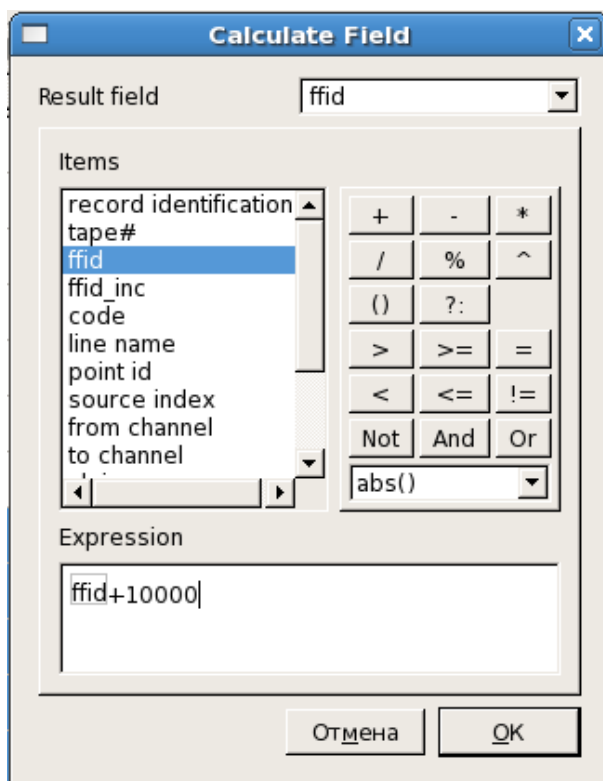 Calculate Field
Result field
ffid
Items
record identification
tape#
ffid
ffid_inc
code
line name
point id
source index
from channel
to channel
+ - *
/ % ^
() ?:
> >= =
< <= !=
Not And Or
abs()
Expression
ffid+10000
Отмена OK